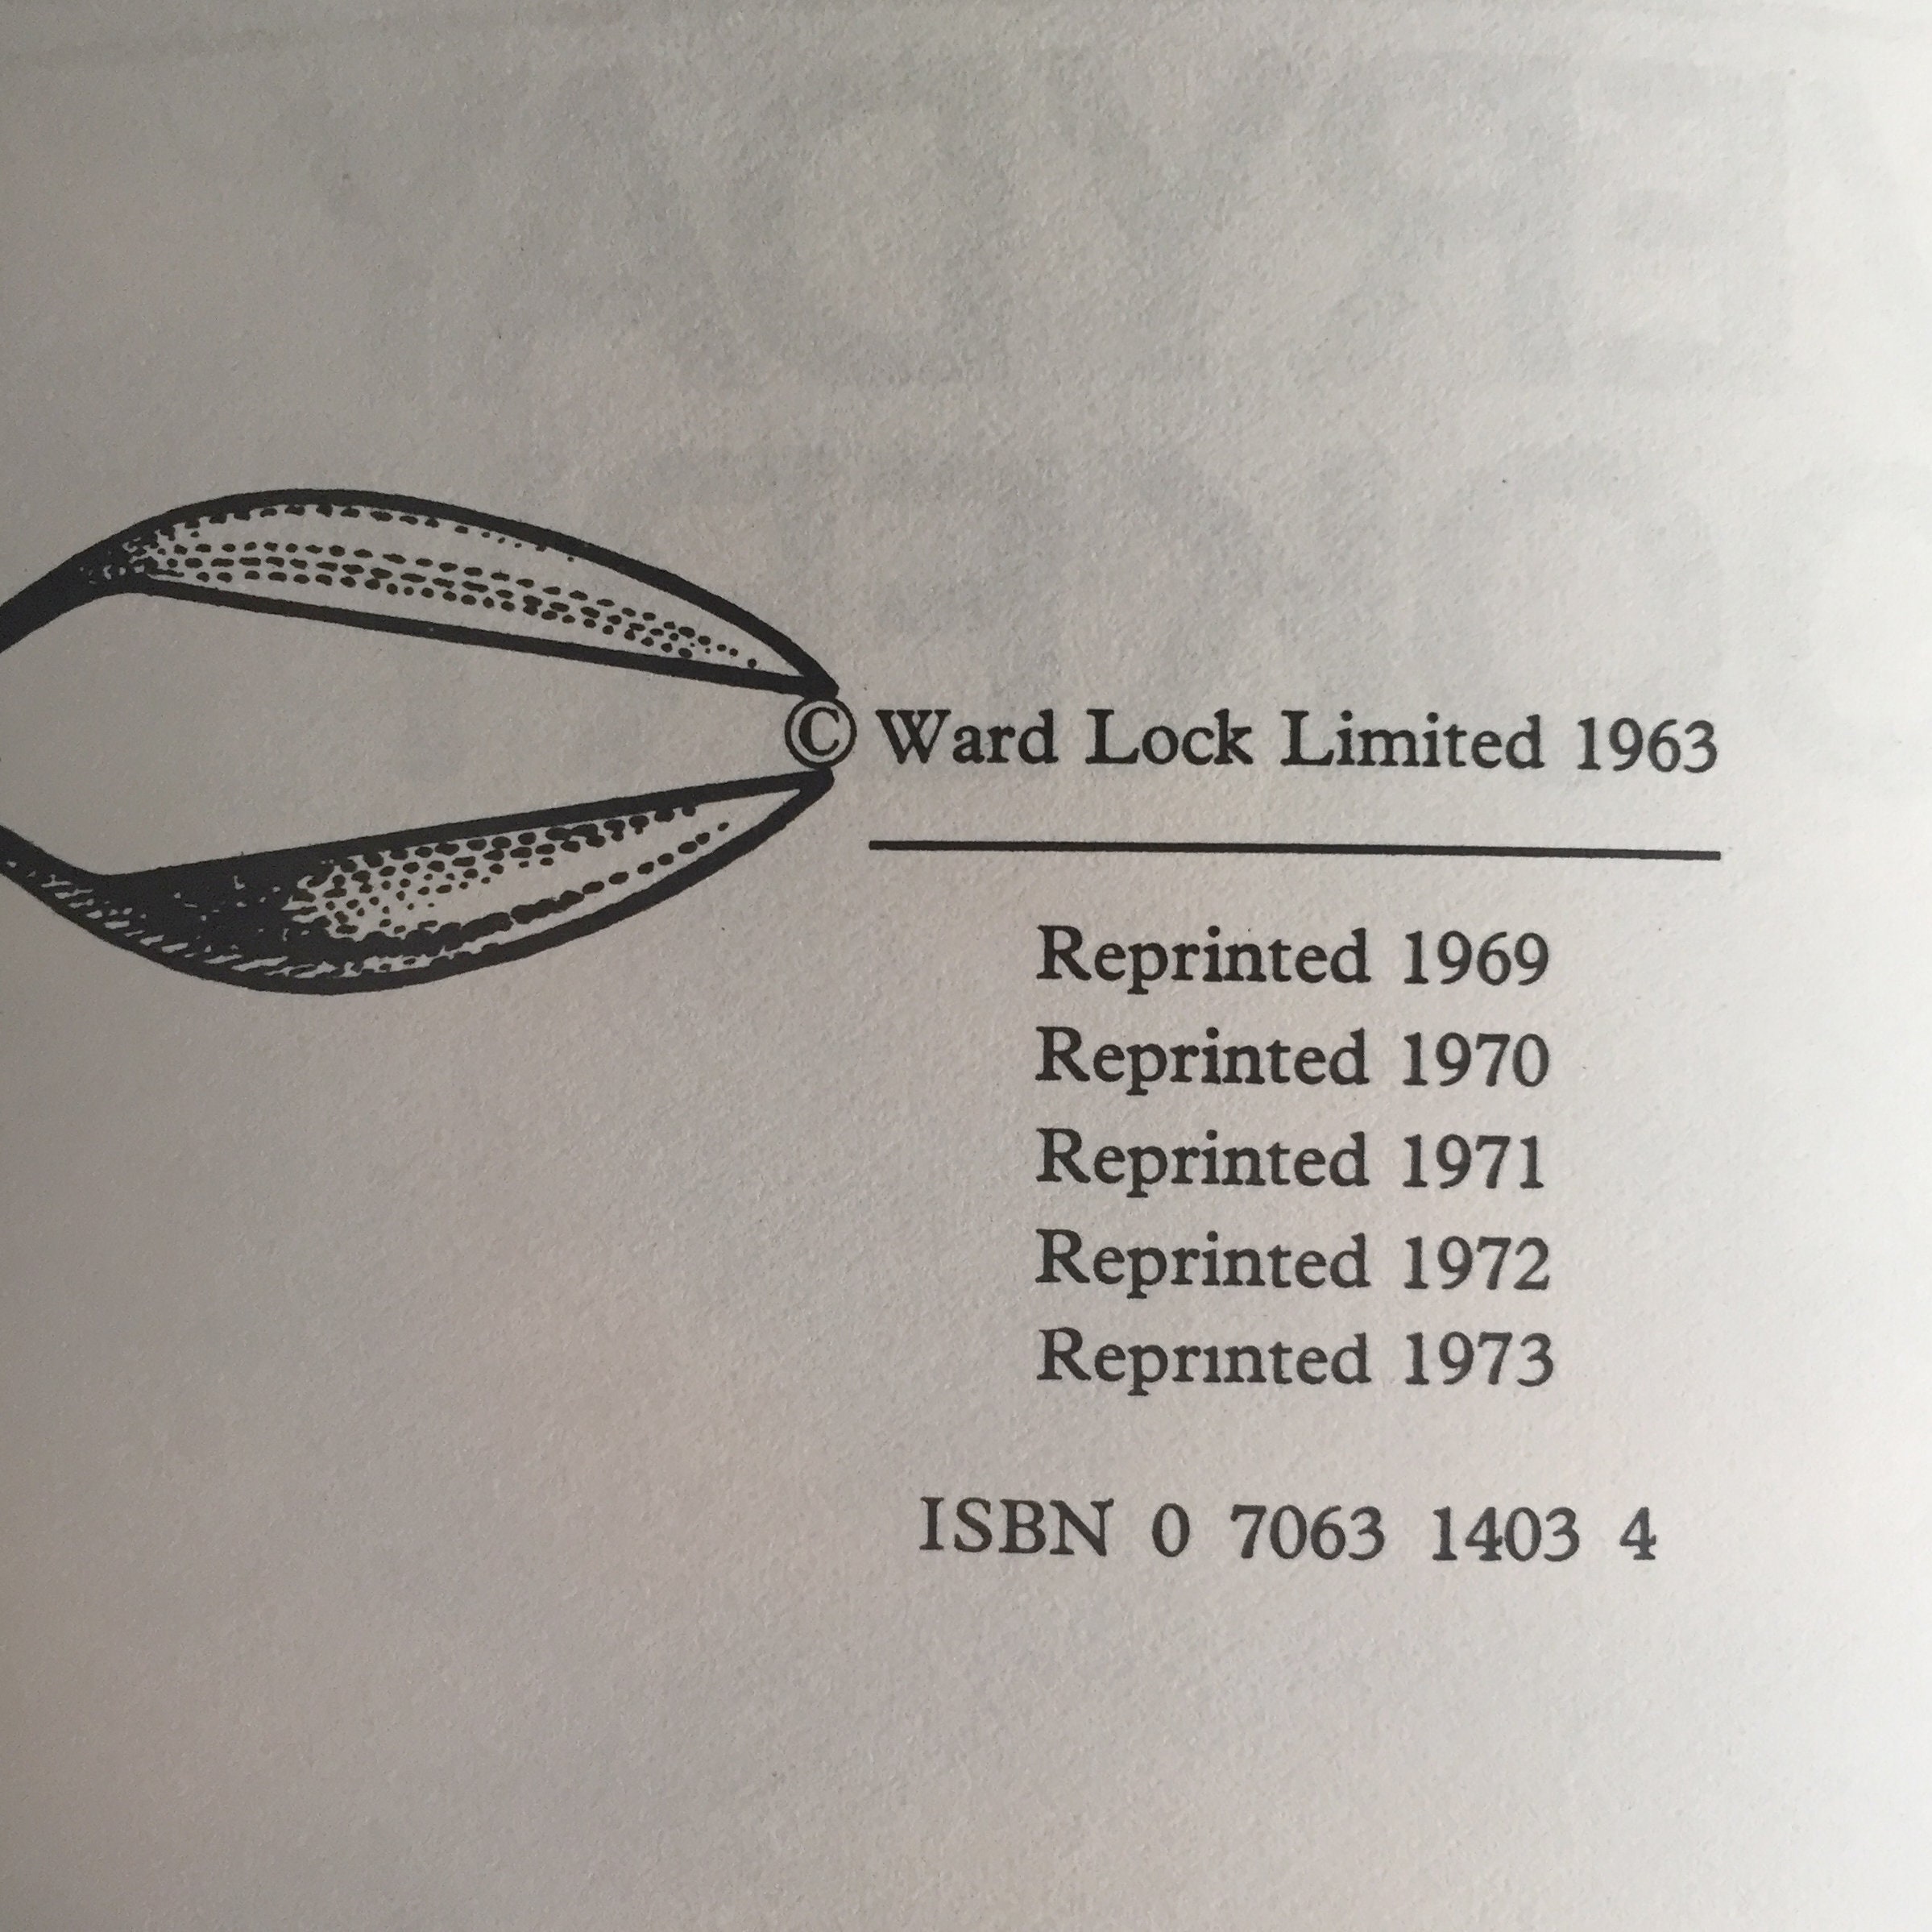 © Ward Lock Limited 1963
Reprinted 1969
Reprinted 1970
Reprinted 1971
Reprinted 1972
Reprinted 1973
ISBN 0 7063 1403 4